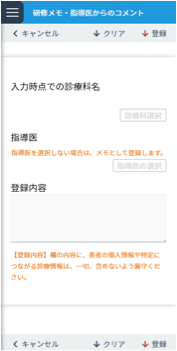 研修メモ・指導医からのコメント
キャンセル クリア 登録
入力時点での診療科名
診療科選択
指導医
指導医を選択しない場合は、メモとして登録します。
指導医の選択
登録内容
【登録内容】欄の内容に、患者の個人情報や特定に
つながる診療情報は、一切、含めないよう厳守くだ
さい。
キャンセル クリア 登録